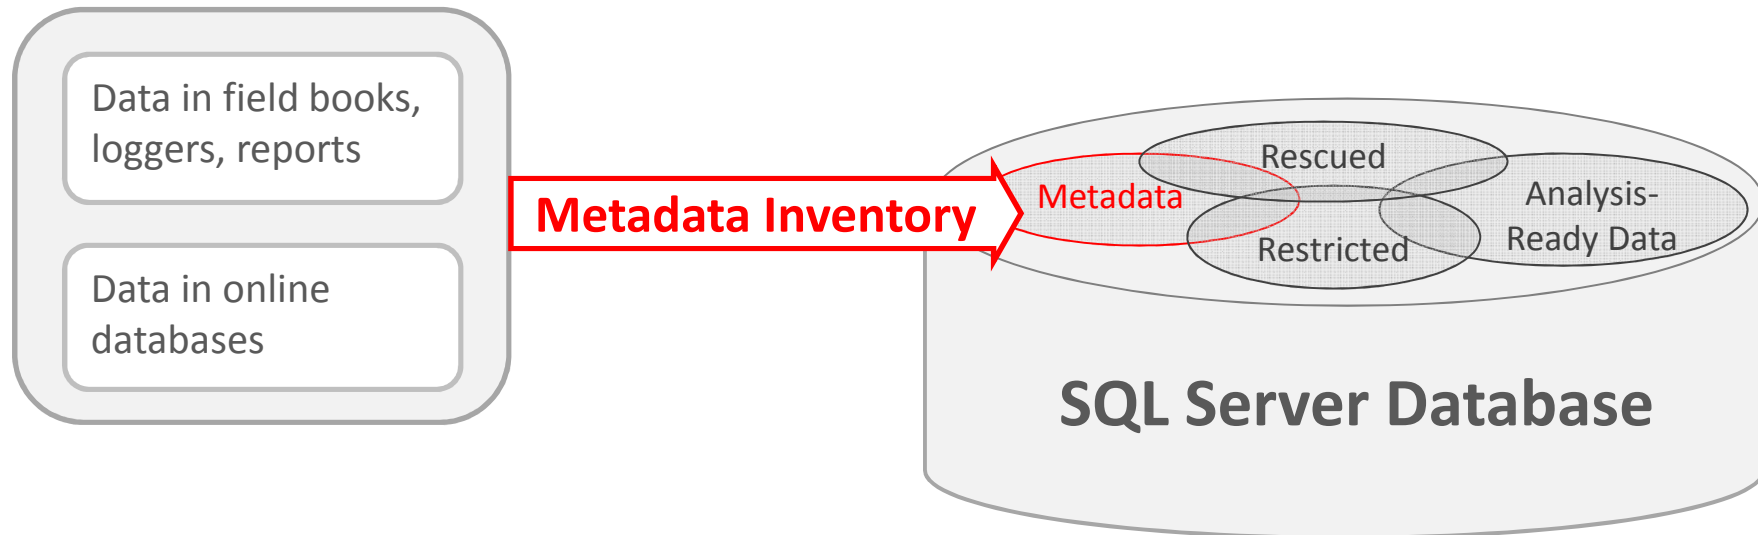 Data in field books,
loggers, reports
Data in online
databases
Metadata Inventory
Metadata
Rescued
Restricted
Analysis-
Ready Data
SQL Server Database